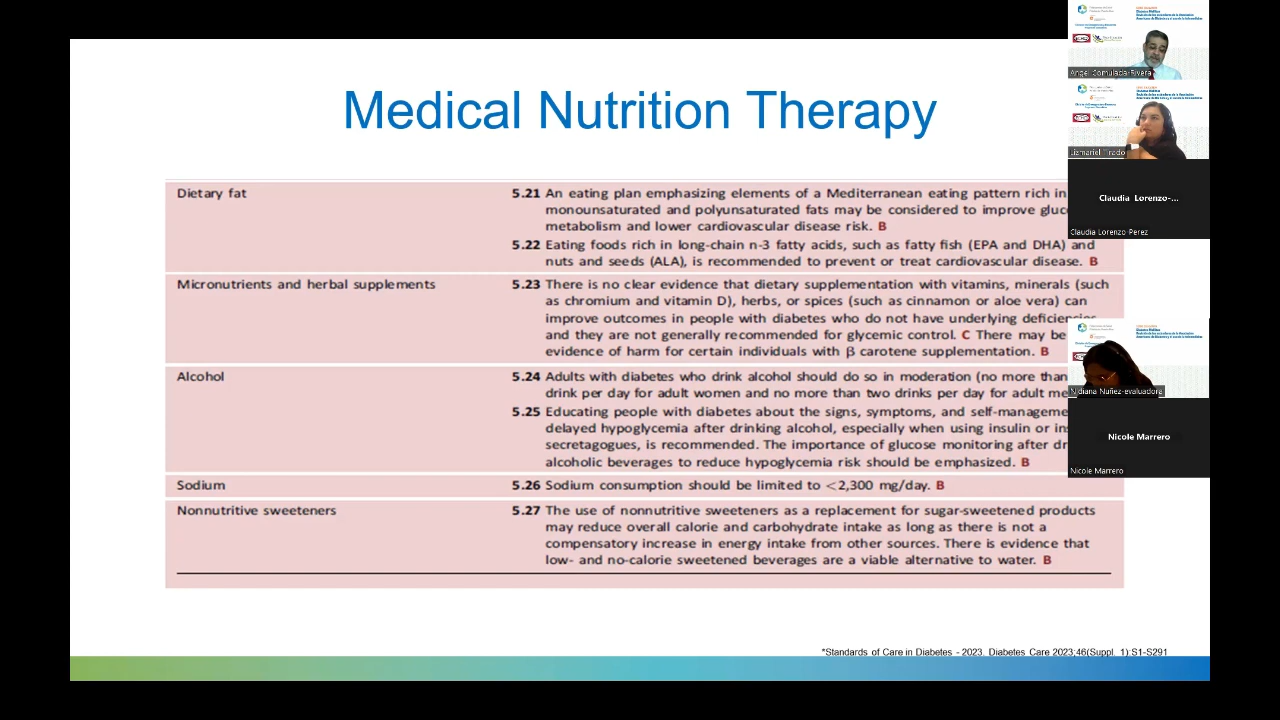 Medical Nutrition Therapy
Dietary fat
5.21 An eating plan emphasizing elements of a Mediterranean eating pattern rich in
monounsaturated and polyunsaturated fats may be considered to improve gluc
metabolism and lower cardiovascular disease risk. B
5.22 Eating foods rich in long-chain n-3 fatty acids, such as fatty fish (EPA and DHA) and
nuts and seeds (ALA), is recommended to prevent or treat cardiovascular disease. B
Micronutrients and herbal supplements
5.23 There is no clear evidence that dietary supplementation with vitamins, minerals (such
as chromium and vitamin D), herbs, or spices (such as cinnamon or aloe vera) can
improve outcomes in people with diabetes who do not have underlying deficiencies
and they are not generally recommended for glycemic control. C There may be
evidence of harm for certain individuals with β carotene supplementation. B
Alcohol
5.24 Adults with diabetes who drink alcohol should do so in moderation (no more than
drink per day for adult women and no more than two drinks per day for adult me
5.25 Educating people with diabetes about the signs, symptoms, and self-manageme
delayed hypoglycemia after drinking alcohol, especially when using insulin or in
secretagogues, is recommended. The importance of glucose monitoring after dr
alcoholic beverages to reduce hypoglycemia risk should be emphasized. B
Sodium
5.26 Sodium consumption should be limited to <2,300 mg/day. B
Nonnutritive sweeteners
5.27 The use of nonnutritive sweeteners as a replacement for sugar-sweetened products
may reduce overall calorie and carbohydrate intake as long as there is not a
compensatory increase in energy intake from other sources. There is evidence that
low- and no-calorie sweetened beverages are a viable alternative to water. B
*Standards of Care in Diabetes - 2023. Diabetes Care 2023;46(Suppl. 1):S1-S291
Angel Comulada-Rivera
Lizmariel Tirado
Claudia Lorenzo-...
Claudia Lorenzo Perez
Nidiana Nuñez-evaluadora
Nicole Marrero
Nicole Marrero